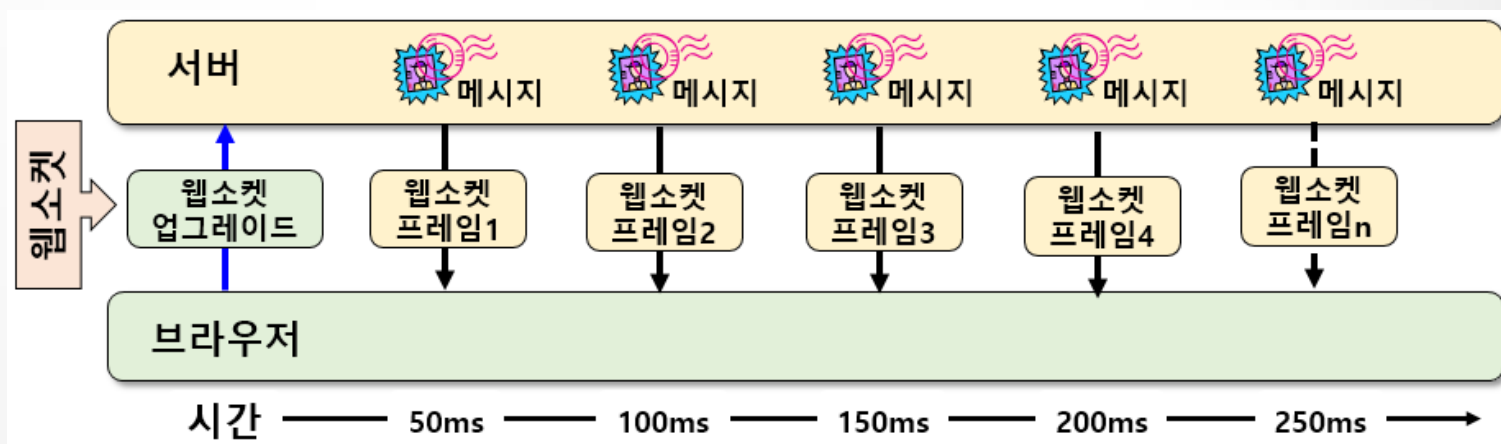 서버
메시지
메시지
메시지
메시지
메시지
웹소켓
웹소켓
업그레이드
웹소켓
프레임1
웹소켓
프레임2
웹소켓
프레임3
웹소켓
프레임4
웹소켓
프레임n
브라우저
시간
50ms
100ms
150ms
200ms
250ms